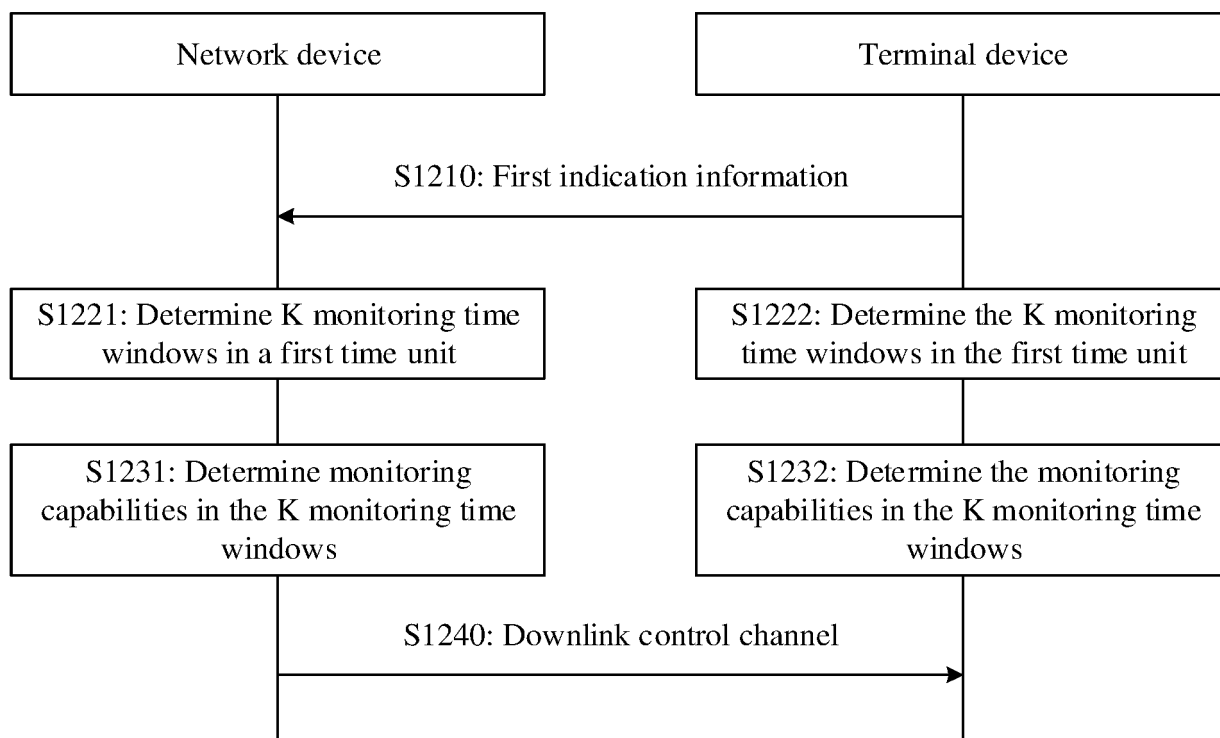 Network device
Terminal device
S1210: First indication information
S1221: Determine K monitoring time
windows in a first time unit
S1222: Determine the K monitoring
time windows in the first time unit
S1231: Determine monitoring
capabilities in the K monitoring time
windows
S1232: Determine the monitoring
capabilities in the K monitoring time
windows
S1240: Downlink control channel